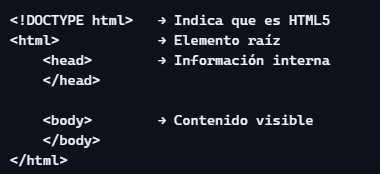 <!DOCTYPE html> → Indica que es HTML5
<html> → Elemento raíz
<head> → Información interna
</head>
<body> → Contenido visible
</body>
</html>